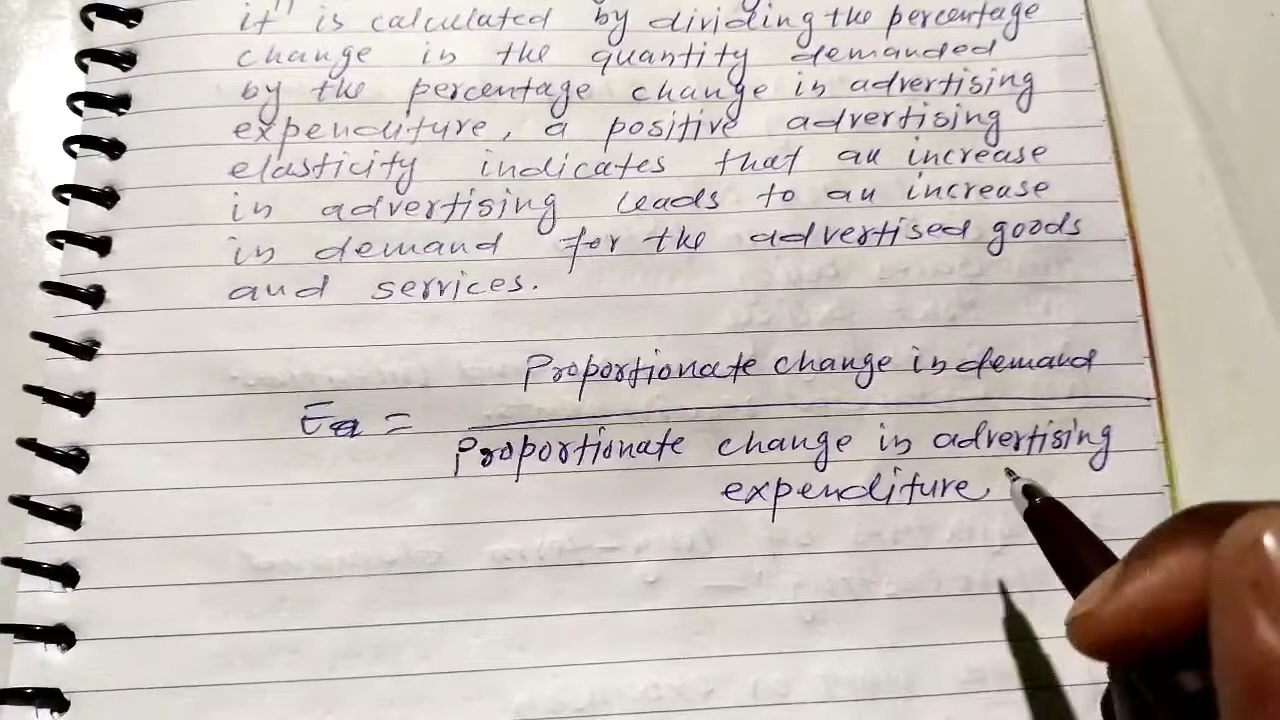 it is calculated by dividing the percentage
change in the quantity demanded
by the percentage change in advertising
expenditure, a positive advertising
elasticity indicates that an increase
in advertising leads to an increase
in demand for the advertised goods
and services.
Proportionate change in demand
Ea =
Proportionate change in advertising
expenditure